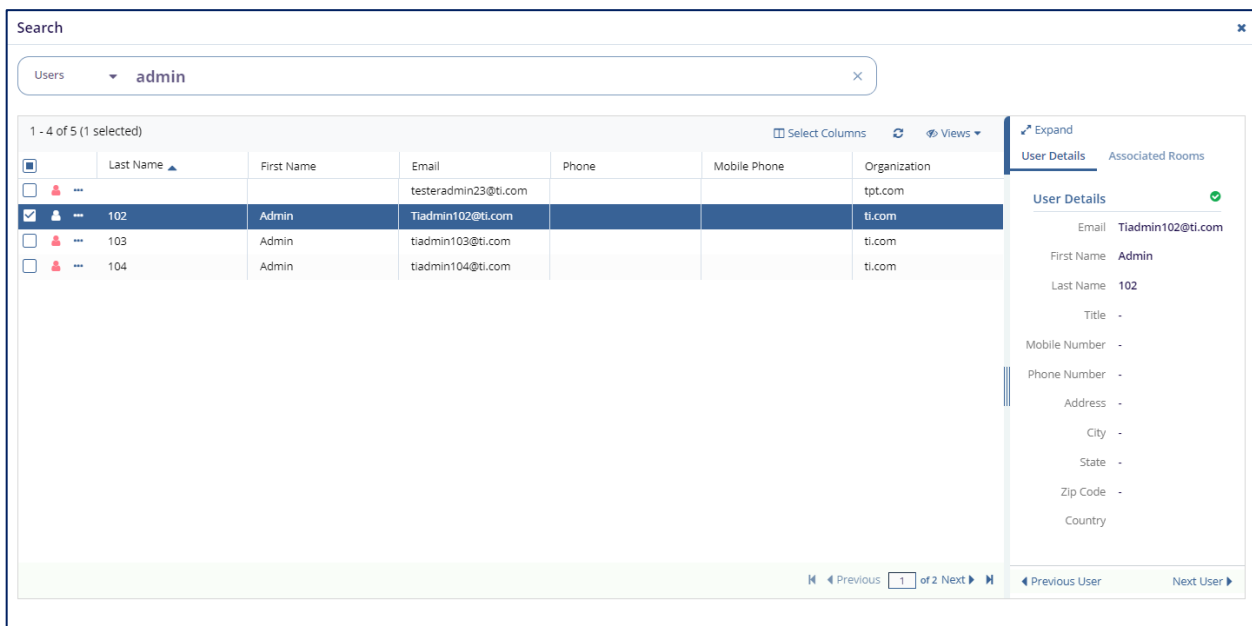 Search
Users admin
1 - 4 of 5 (1 selected) Select Columns Views
Last Name First Name Email Phone Mobile Phone Organization
testeradmin23@ti.com tpt.com
102 Admin Tiadmin102@ti.com ti.com
103 Admin tiadmin103@ti.com ti.com
104 Admin tiadmin104@ti.com ti.com
Previous 1 of 2 Next
Expand
User Details Associated Rooms
User Details
Email Tiadmin102@ti.com
First Name Admin
Last Name 102
Title -
Mobile Number -
Phone Number -
Address -
City -
State -
Zip Code -
Country
Previous User Next User